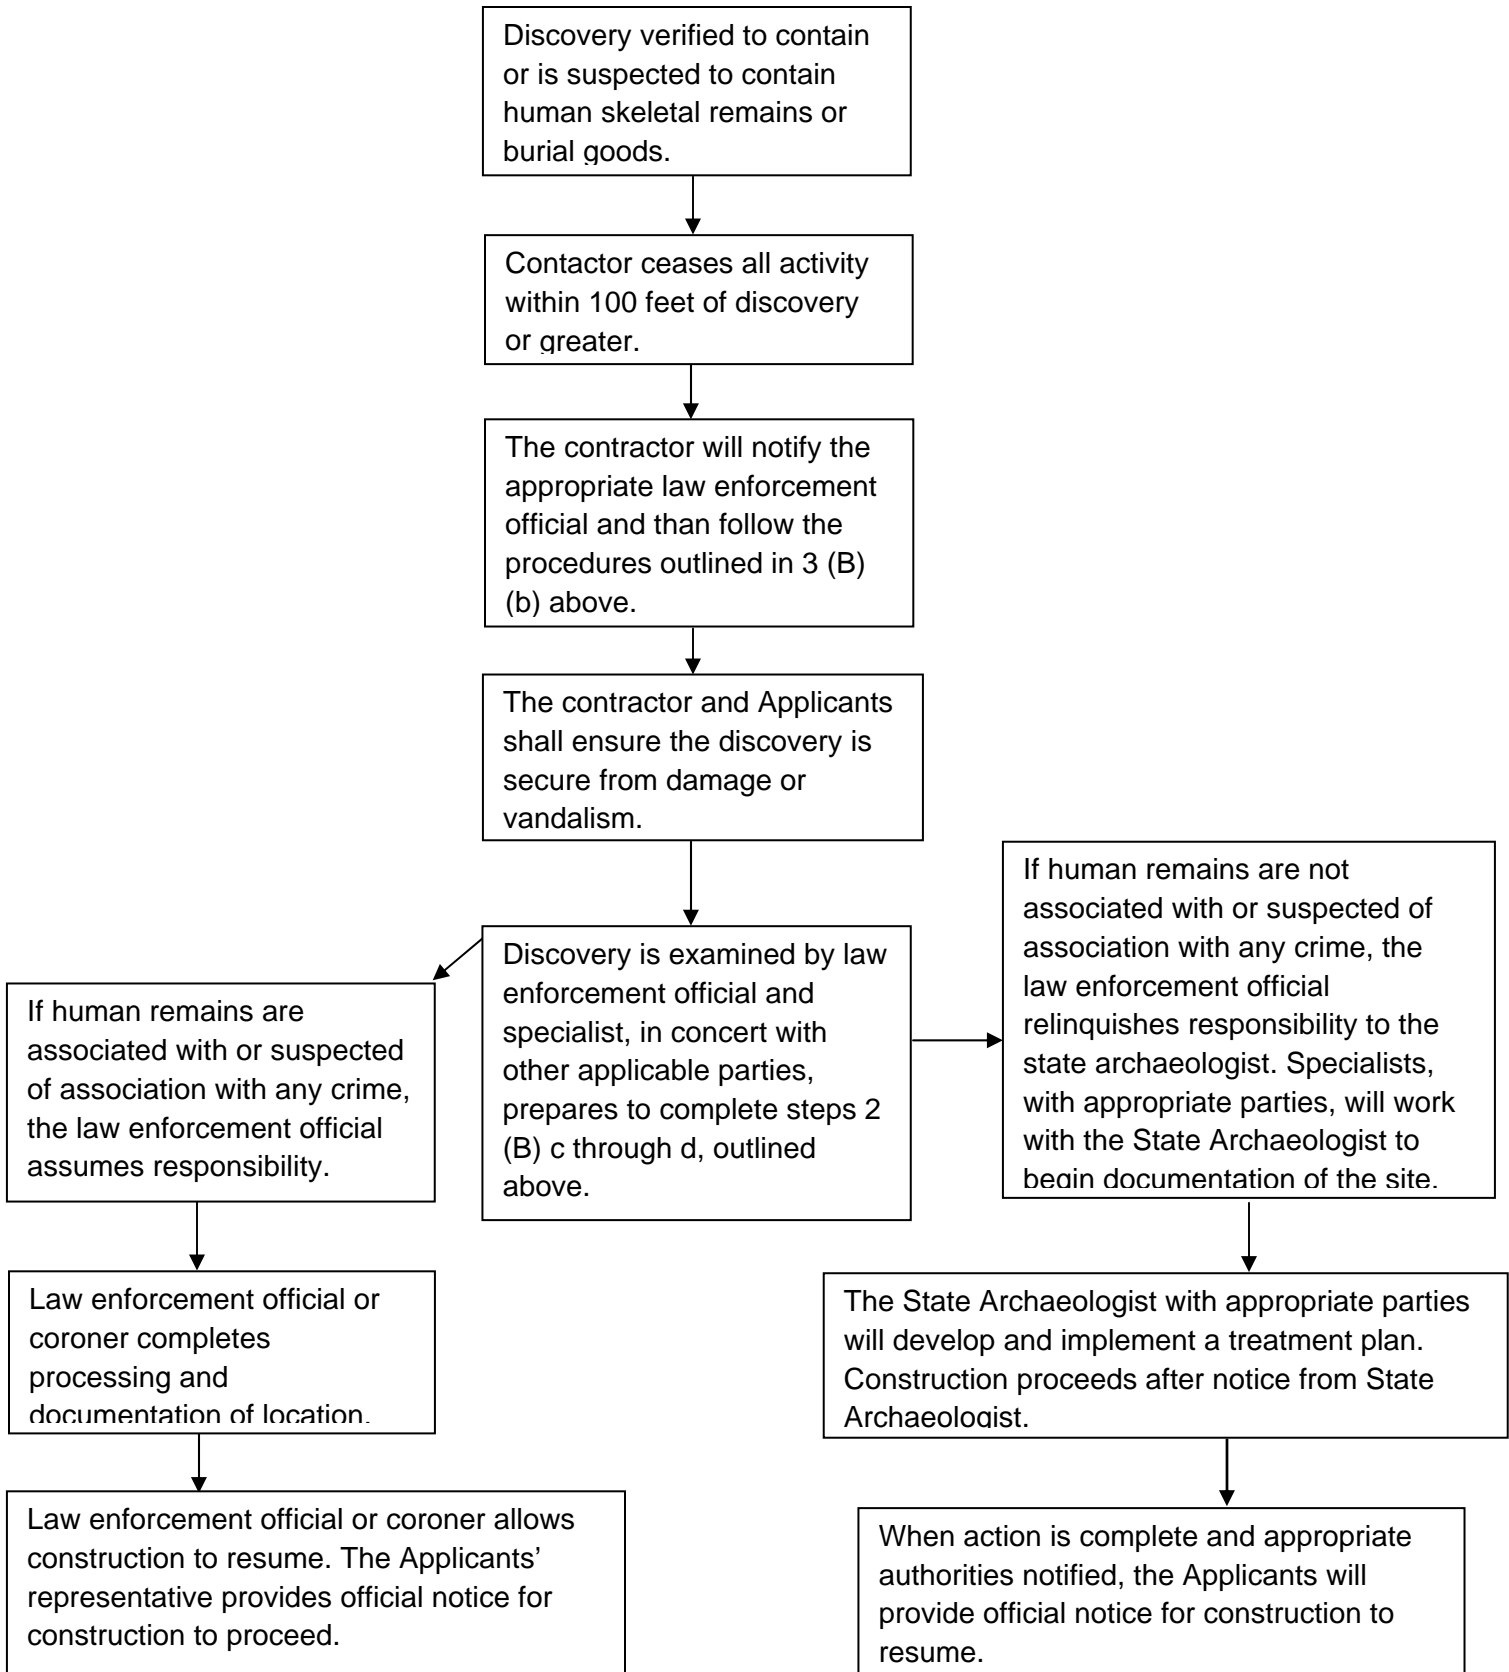 Discovery verified to contain
or is suspected to contain
human skeletal remains or
burial goods.
Contactor ceases all activity
within 100 feet of discovery
or greater.
The contractor will notify the
appropriate law enforcement
official and than follow the
procedures outlined in 3 (B)
(b) above.
The contractor and Applicants
shall ensure the discovery is
secure from damage or
vandalism.
Discovery is examined by law
enforcement official and
specialist, in concert with
other applicable parties,
prepares to complete steps 2
(B) c through d, outlined
above.
If human remains are
associated with or suspected
of association with any crime,
the law enforcement official
assumes responsibility.
Law enforcement official or
coroner completes
processing and
documentation of location.
Law enforcement official or coroner allows
construction to resume. The Applicants’
representative provides official notice for
construction to proceed.
If human remains are not
associated with or suspected of
association with any crime, the
law enforcement official
relinquishes responsibility to the
state archaeologist. Specialists,
with appropriate parties, will work
with the State Archaeologist to
begin documentation of the site.
The State Archaeologist with appropriate parties
will develop and implement a treatment plan.
Construction proceeds after notice from State
Archaeologist.
When action is complete and appropriate
authorities notified, the Applicants will
provide official notice for construction to
resume.